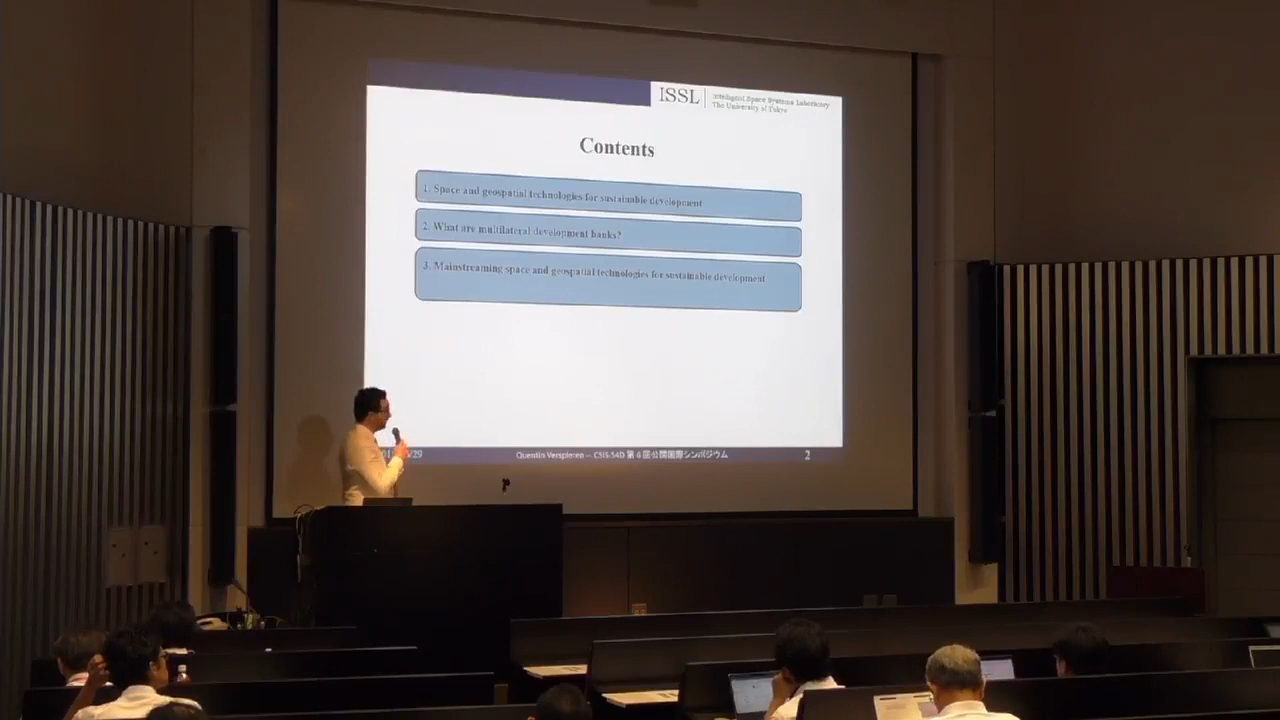 ISSL
Intelligent Space Systems Laboratory
The University of Tokyo
Contents
1. Space and geospatial technologies for sustainable development
2. What are multilateral development banks?
3. Mainstreaming space and geospatial technologies for sustainable development
/29
Quentin Verspieren – CSIS-i4D 第 6 回公開国際シンポジウム
2